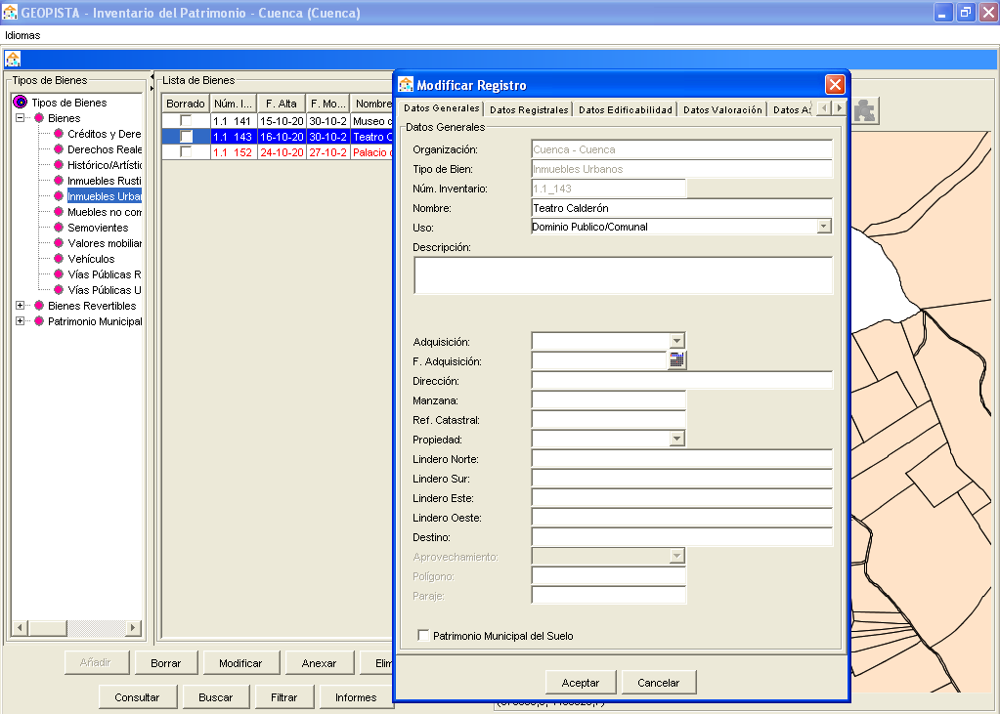 GEOPISTA - Inventario del Patrimonio - Cuenca (Cuenca)
Idiomas
Tipos de Bienes
Tipos de Bienes
Bienes
Créditos y Dere
Derechos Reale
Histórico/Artístic
Inmuebles Rusti
Inmuebles Urba
Muebles no com
Semovientes
Valores mobiliar
Vehículos
Vías Públicas R
Vías Públicas U
Bienes Revertibles
Patrimonio Municipal
Lista de Bienes
Borrado Núm. I... F. Alta F. Mo... Nombre
1.1 141 15-10-20 30-10-2 Museo c
1.1 143 16-10-20 30-10-2 Teatro C
1.1 152 24-10-20 27-10-2 Palacio
Añadir Borrar Modificar Anexar Elim
Consultar Buscar Filtrar Informes
Modificar Registro
Datos Generales Datos Registrales Datos Edificabilidad Datos Valoración Datos A
Datos Generales
Organización: Cuenca - Cuenca
Tipo de Bien: Inmuebles Urbanos
Núm. Inventario: 1.1_143
Nombre: Teatro Calderón
Uso: Dominio Publico/Comunal
Descripción:
Adquisición:
F. Adquisición:
Dirección:
Manzana:
Ref. Catastral:
Propiedad:
Lindero Norte:
Lindero Sur:
Lindero Este:
Lindero Oeste:
Destino:
Aprovechamiento:
Polígono:
Paraje:
Patrimonio Municipal del Suelo
Aceptar Cancelar